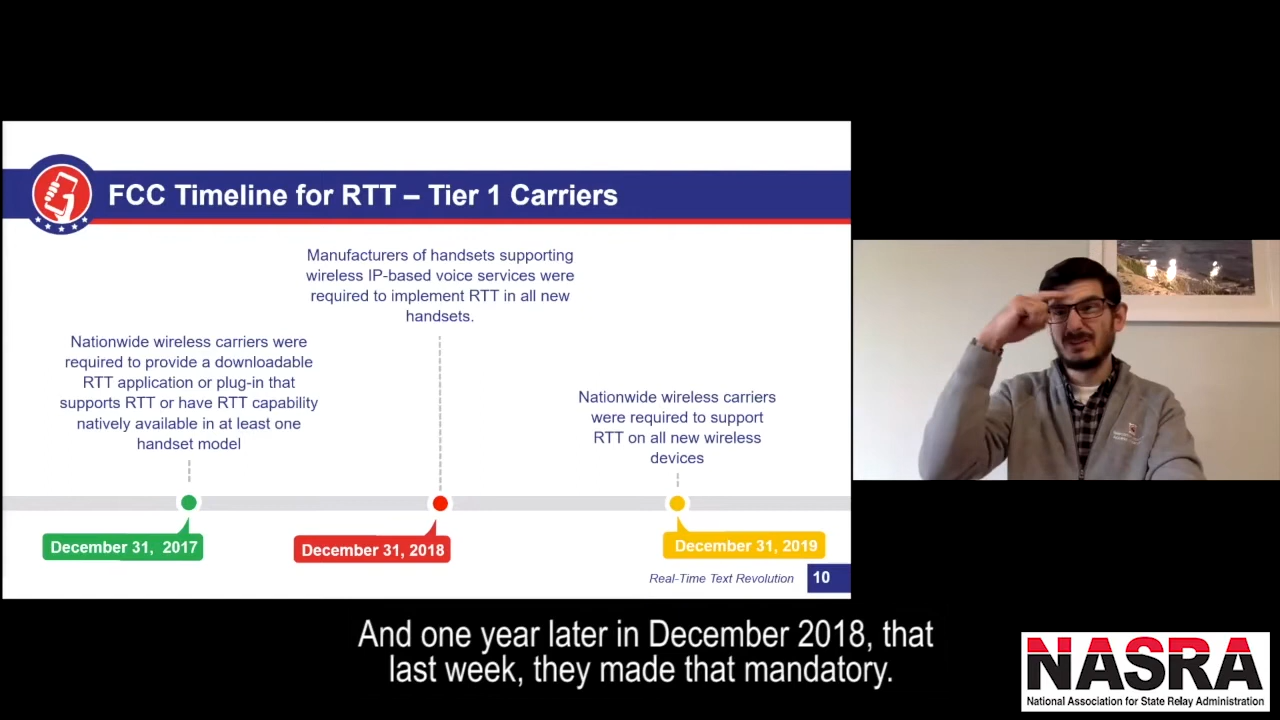 FCC Timeline for RTT – Tier 1 Carriers
Manufacturers of handsets supporting
wireless IP-based voice services were
required to implement RTT in all new
handsets.
Nationwide wireless carriers were
required to provide a downloadable
RTT application or plug-in that
supports RTT or have RTT capability
natively available in at least one
handset model
Nationwide wireless carriers
were required to support
RTT on all new wireless
devices
December 31, 2017
December 31, 2018
December 31, 2019
Real-Time Text Revolution
10
And one year later in December 2018, that
last week, they made that mandatory.
NASRA
National Association for State Relay Administration